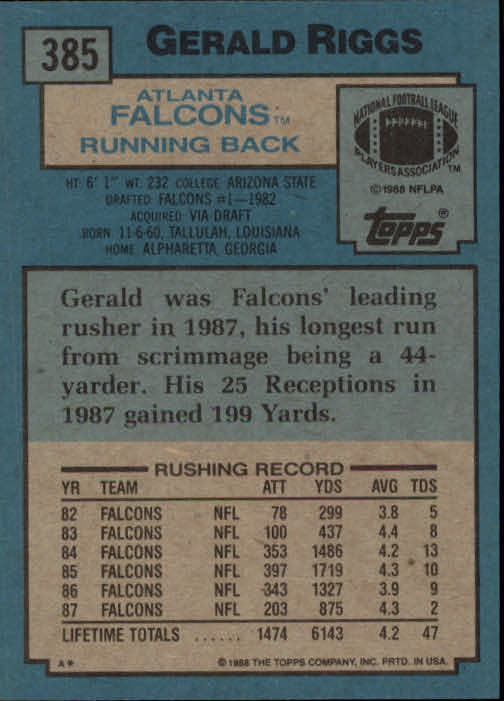 385
GERALD RIGGS
ATLANTA
FALCONS™
RUNNING BACK
NATIONAL FOOTBALL LEAGUE
PLAYERS ASSOCIATION™
©1988 NFLPA
topps®
HT: 6' 1" WT: 232 COLLEGE: ARIZONA STATE
DRAFTED: FALCONS #1—1982
ACQUIRED: VIA DRAFT
BORN: 11-6-60, TALLULAH, LOUISIANA
HOME: ALPHARETTA, GEORGIA
Gerald was Falcons' leading
rusher in 1987, his longest run
from scrimmage being a 44-
yarder. His 25 Receptions in
1987 gained 199 Yards.
RUSHING RECORD
YR TEAM ATT YDS AVG TDS
82 FALCONS NFL 78 299 3.8 5
83 FALCONS NFL 100 437 4.4 8
84 FALCONS NFL 353 1486 4.2 13
85 FALCONS NFL 397 1719 4.3 10
86 FALCONS NFL 343 1327 3.9 9
87 FALCONS NFL 203 875 4.3 2
LIFETIME TOTALS ...... 1474 6143 4.2 47
A* ©1988 THE TOPPS COMPANY, INC. PRTD. IN USA.